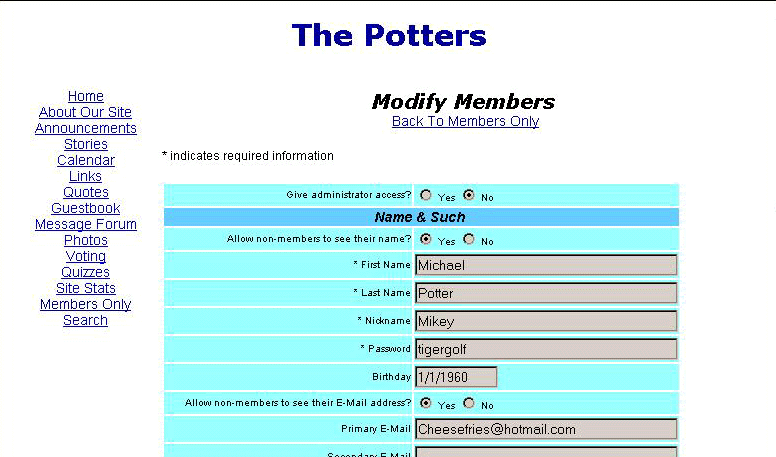 The Potters
Home
About Our Site
Announcements
Stories
Calendar
Links
Quotes
Guestbook
Message Forum
Photos
Voting
Quizzes
Site Stats
Members Only
Search
Modify Members
Back To Members Only
* indicates required information
Give administrator access? Yes No
Name & Such
Allow non-members to see their name? Yes No
* First Name Michael
* Last Name Potter
* Nickname Mikey
* Password tigergolf
Birthday 1/1/1960
Allow non-members to see their E-Mail address? Yes No
Primary E-Mail Cheesefries@hotmail.com
Secondary E-Mail